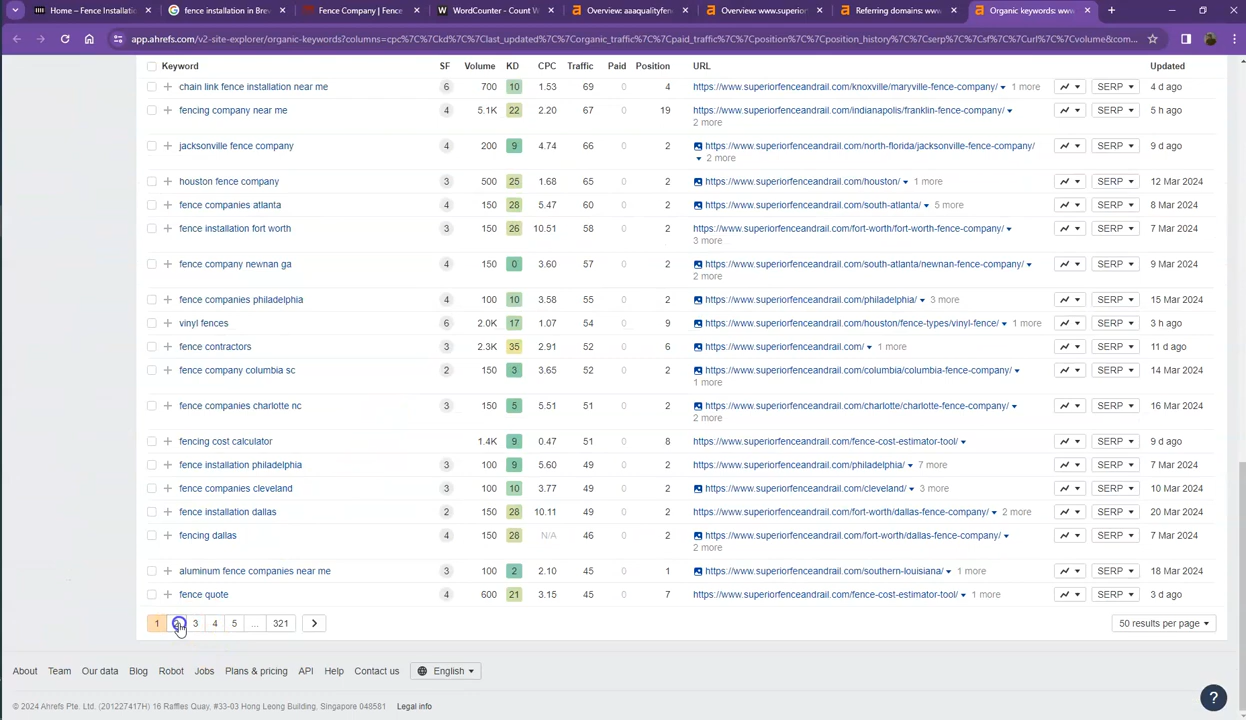 Home – Fence Installatio
fence installation in Brev
Fence Company | Fence
WordCounter - Count W
Overview: aaaqualityfen
Overview: www.superior
Referring domains: www
Organic keywords: www
app.ahrefs.com/v2-site-explorer/organic-keywords?columns=cpc%7C%7Ckd%7C%7Clast_updated%7C%7Corganic_traffic%7C%7Cpaid_traffic%7C%7Cposition%7C%7Cposition_history%7C%7Cserp%7C%7Csf%7C%7Curl%7C%7Cvolume&com...
Keyword SF Volume KD CPC Traffic Paid Position URL Updated
chain link fence installation near me 6 700 10 1.53 69 0 4 https://www.superiorfenceandrail.com/knoxville/maryville-fence-company/ 1 more SERP 4 d ago
fencing company near me 4 5.1K 22 2.20 67 0 19 https://www.superiorfenceandrail.com/indianapolis/franklin-fence-company/ SERP 5 h ago
2 more
jacksonville fence company 4 200 9 4.74 66 0 2 https://www.superiorfenceandrail.com/north-florida/jacksonville-fence-company/ SERP 9 d ago
2 more
houston fence company 3 500 25 1.68 65 0 2 https://www.superiorfenceandrail.com/houston/ 1 more SERP 12 Mar 2024
fence companies atlanta 4 150 28 5.47 60 0 2 https://www.superiorfenceandrail.com/south-atlanta/ 5 more SERP 8 Mar 2024
fence installation fort worth 3 150 26 10.51 58 0 2 https://www.superiorfenceandrail.com/fort-worth/fort-worth-fence-company/ SERP 7 Mar 2024
3 more
fence company newnan ga 4 150 0 3.60 57 0 2 https://www.superiorfenceandrail.com/south-atlanta/newnan-fence-company/ SERP 9 Mar 2024
2 more
fence companies philadelphia 4 100 10 3.58 55 0 2 https://www.superiorfenceandrail.com/philadelphia/ 3 more SERP 15 Mar 2024
vinyl fences 6 2.0K 17 1.07 54 0 9 https://www.superiorfenceandrail.com/houston/fence-types/vinyl-fence/ 1 more SERP 3 h ago
fence contractors 3 2.3K 35 2.91 52 0 6 https://www.superiorfenceandrail.com/ 1 more SERP 11 d ago
fence company columbia sc 2 150 3 3.65 52 0 2 https://www.superiorfenceandrail.com/columbia/columbia-fence-company/ SERP 14 Mar 2024
1 more
fence companies charlotte nc 3 150 5 5.51 51 0 2 https://www.superiorfenceandrail.com/charlotte/charlotte-fence-company/ SERP 16 Mar 2024
2 more
fencing cost calculator 1.4K 9 0.47 51 0 8 https://www.superiorfenceandrail.com/fence-cost-estimator-tool/ SERP 9 d ago
fence installation philadelphia 3 100 9 5.60 49 0 2 https://www.superiorfenceandrail.com/philadelphia/ 7 more SERP 7 Mar 2024
fence companies cleveland 3 100 10 3.77 49 0 2 https://www.superiorfenceandrail.com/cleveland/ 3 more SERP 10 Mar 2024
fence installation dallas 2 150 28 10.11 49 0 2 https://www.superiorfenceandrail.com/fort-worth/dallas-fence-company/ 2 more SERP 20 Mar 2024
fencing dallas 4 150 28 N/A 46 0 2 https://www.superiorfenceandrail.com/fort-worth/dallas-fence-company/ SERP 7 Mar 2024
2 more
aluminum fence companies near me 3 100 2 2.10 45 0 1 https://www.superiorfenceandrail.com/southern-louisiana/ 1 more SERP 18 Mar 2024
fence quote 4 600 21 3.15 45 0 7 https://www.superiorfenceandrail.com/fence-cost-estimator-tool/ 1 more SERP 3 d ago
1 2 3 4 5 ... 321 50 results per page
About Team Our data Blog Robot Jobs Plans & pricing API Help Contact us English
© 2024 Ahrefs Pte. Ltd. (201227417H) 16 Raffles Quay, #33-03 Hong Leong Building, Singapore 048581 Legal info
?